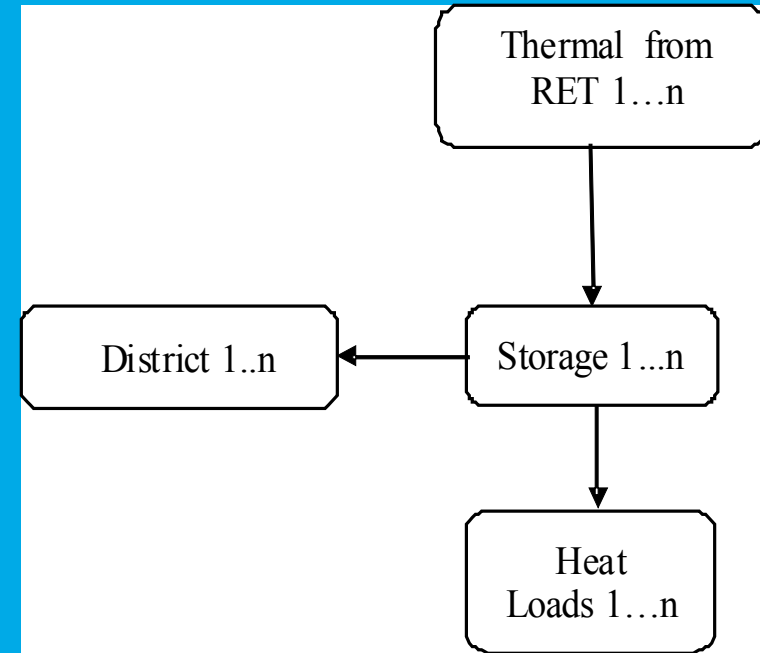 Thermal from
RET 1...n
District 1..n
Storage 1...n
Heat
Loads 1...n